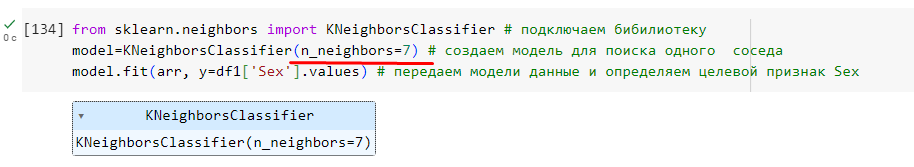 [134] from sklearn.neighbors import KNeighborsClassifier # подключаем бибилиотеку
0 с model=KNeighborsClassifier(n_neighbors=7) # создаем модель для поиска одного соседа
model.fit(arr, y=df1['Sex'].values) # передаем модели данные и определяем целевой признак Sex
KNeighborsClassifier
KNeighborsClassifier(n_neighbors=7)